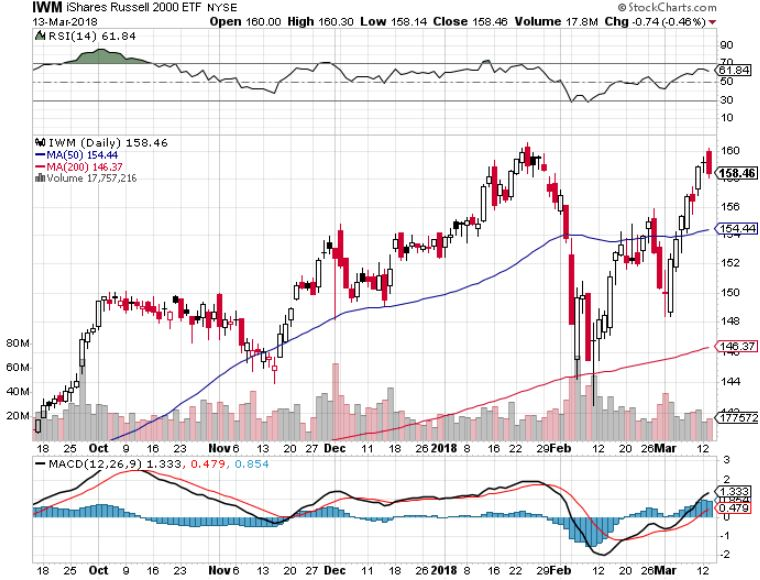 IWM iShares Russell 2000 ETF NYSE © StockCharts.com
13-Mar-2018 Open 160.00 High 160.30 Low 158.14 Close 158.46 Volume 17.8M Chg -0.74 (-0.46%)
RSI(14) 61.84
90
70
61.84
50
30
10
IWM (Daily) 158.46
MA(50) 154.44
MA(200) 146.37
Volume 17,757,216
160
158.46
156
154.44
152
150
148
146.37
144
80M
60M
40M
20M
177572
18 25 Oct 9 16 23 Nov 6 13 20 Dec 11 18 26 2018 8 16 22 29 Feb 12 20 26 Mar 12
MACD(12,26,9) 1.333, 0.479, 0.854
3
2
1.333
0.479
0
-1
-2
18 25 Oct 9 16 23 Nov 6 13 20 Dec 11 18 26 2018 8 16 22 29 Feb 12 20 26 Mar 12